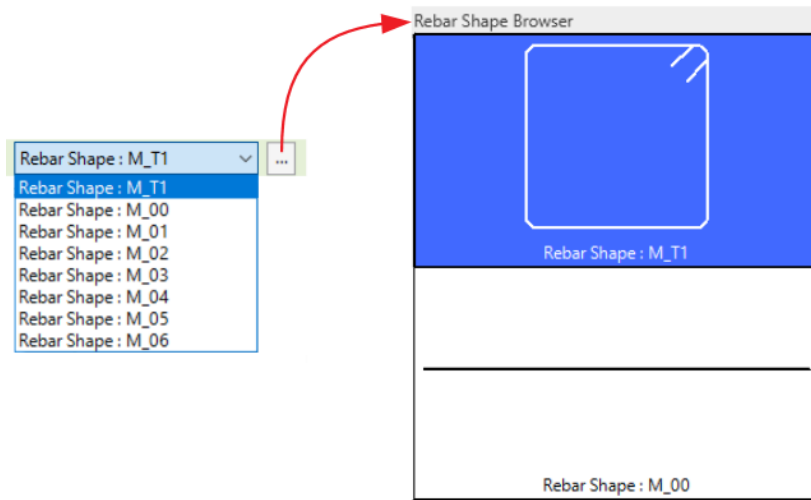 Rebar Shape Browser
Rebar Shape : M_T1
Rebar Shape : M_T1 ...
Rebar Shape : M_T1
Rebar Shape : M_00
Rebar Shape : M_01
Rebar Shape : M_02
Rebar Shape : M_03
Rebar Shape : M_04
Rebar Shape : M_05
Rebar Shape : M_06
Rebar Shape : M_00